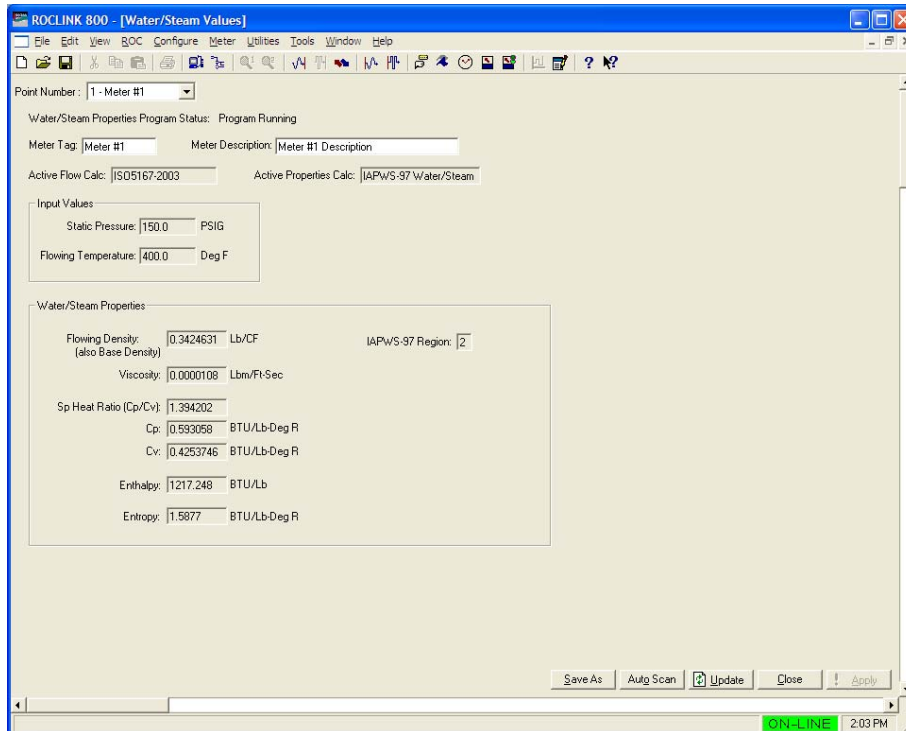 ROCLINK 800 - [Water/Steam Values]
File Edit View ROC Configure Meter Utilities Tools Window Help
Point Number : 1 - Meter #1
Water/Steam Properties Program Status: Program Running
Meter Tag: Meter #1 Meter Description: Meter #1 Description
Active Flow Calc: ISO5167-2003 Active Properties Calc: IAPWS-97 Water/Steam
Input Values
Static Pressure: 150.0 PSIG
Flowing Temperature: 400.0 Deg F
Water/Steam Properties
Flowing Density: 0.3424631 Lb/CF IAPWS-97 Region: 2
(also Base Density)
Viscosity: 0.0000108 Lbm/Ft-Sec
Sp Heat Ratio (Cp/Cv): 1.394202
Cp: 0.593058 BTU/Lb-Deg R
Cv: 0.4253746 BTU/Lb-Deg R
Enthalpy: 1217.248 BTU/Lb
Entropy: 1.5877 BTU/Lb-Deg R
Save As Auto Scan Update Close ! Apply
ON-LINE 2:03 PM